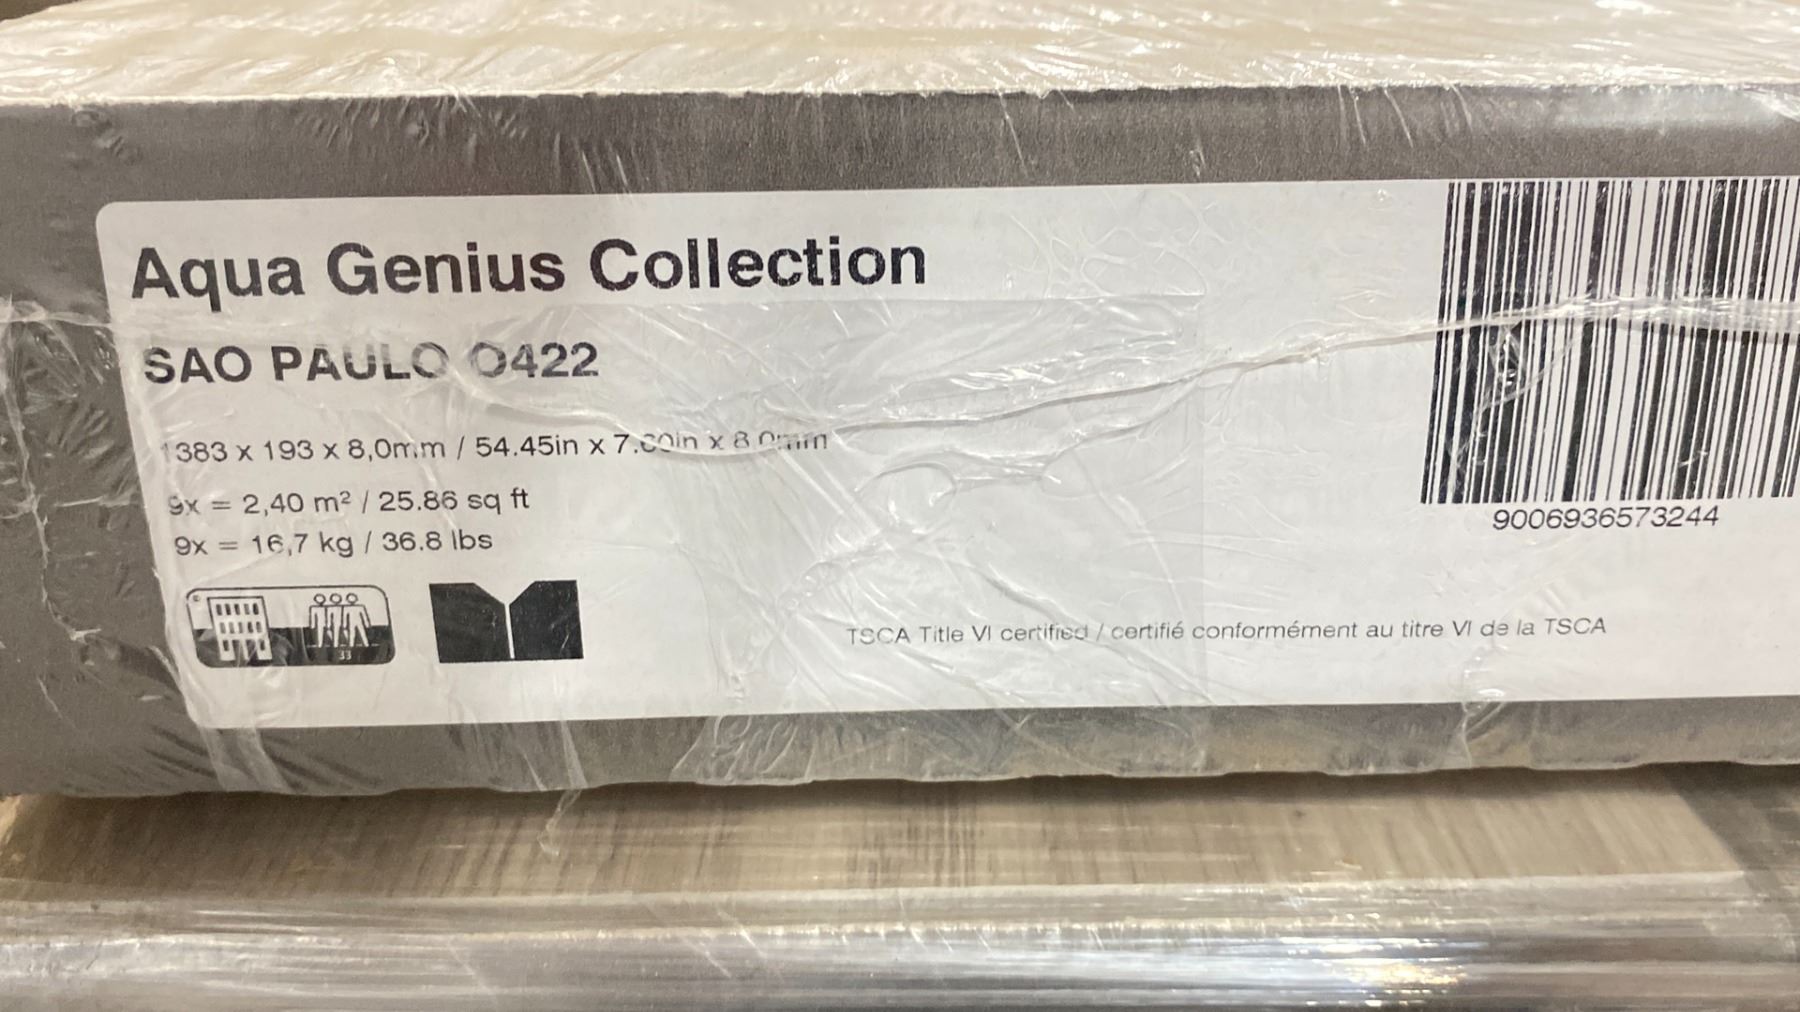 Aqua Genius Collection
SAO PAULO O422
1383 x 193 x 8,0mm / 54.45in x 7.60in x 8.0mm
9x = 2,40 m² / 25.86 sq ft
9x = 16,7 kg / 36.8 lbs
33
9006936573244
TSCA Title VI certified / certifié conformément au titre VI de la TSCA